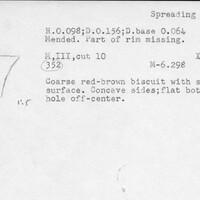 Spreading
H.0.098;D.0.156;D.base 0.064
Mended. Part of rim missing.
M,III,cut 10
352 M-6.298
Coarse red-brown biscuit with s
surface. Concave sides;flat bot
hole off-center.